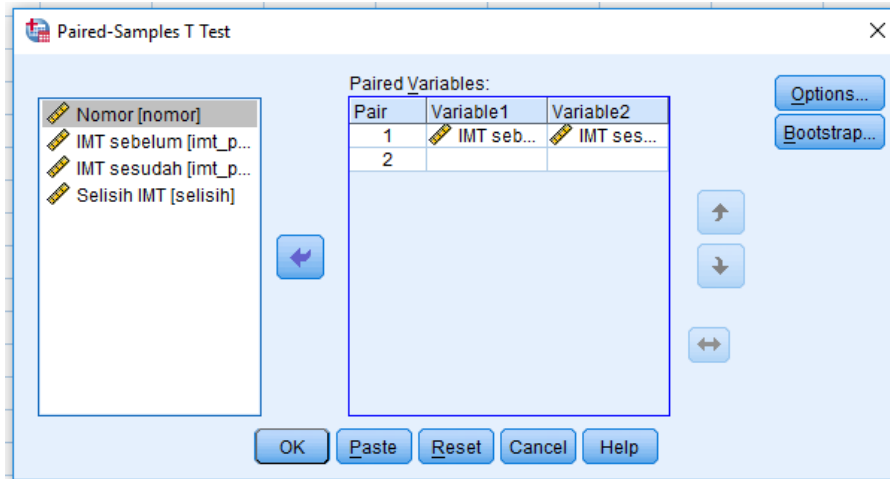 Paired-Samples T Test
Nomor [nomor]
IMT sebelum [imt_p...
IMT sesudah [imt_p...
Selisih IMT [selisih]
Paired Variables:
Pair Variable1 Variable2
1 IMT seb... IMT ses...
2
Options...
Bootstrap...
OK Paste Reset Cancel Help